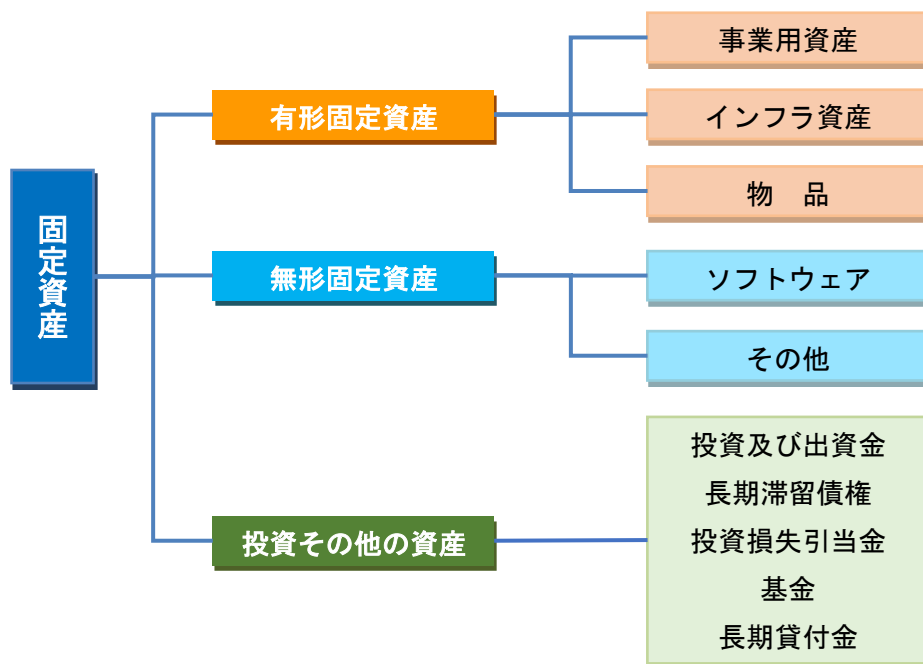 固定資産
有形固定資産
事業用資産
インフラ資産
物　品
無形固定資産
ソフトウェア
その他
投資その他の資産
投資及び出資金
長期滞留債権
投資損失引当金
基金
長期貸付金